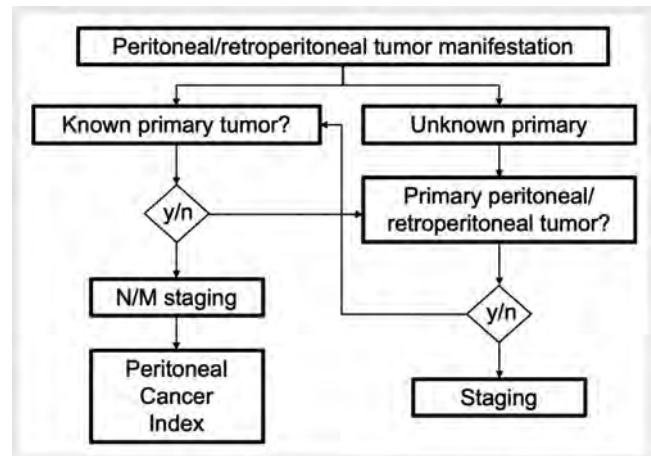 Peritoneal/retroperitoneal tumor manifestation
Known primary tumor?
Unknown primary
y/n
Primary peritoneal/
retroperitoneal tumor?
N/M staging
y/n
Peritoneal
Cancer
Index
Staging